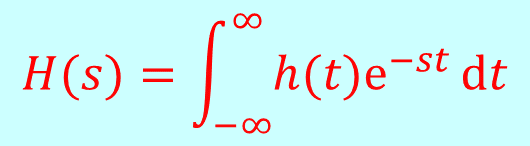 H(s) = ∫_{-∞}^{∞} h(t)e^{-st} dt